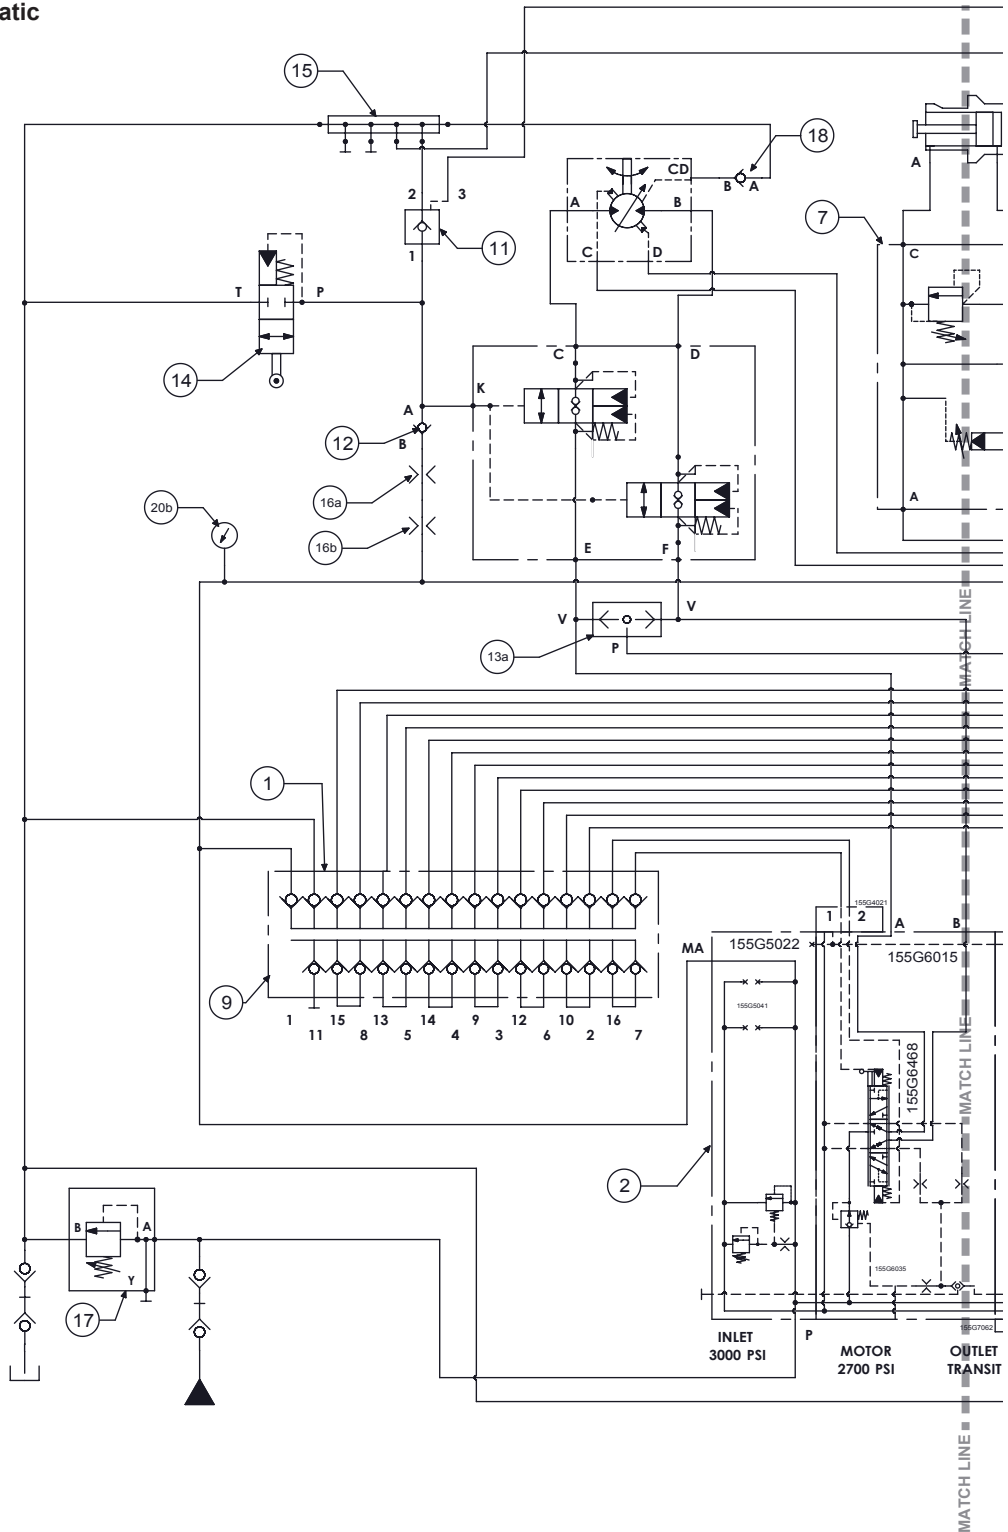 atic
15
CD
18
B A
A
B
A
2 3
7
11
C
D
C
1
T P
14
C
D
K
A
12
B
16a
20b
A
16b
E
F
V
V
13a
P
MATCH LINE
1
155G4021
1 2
A
B
MA
155G5022
155G6015
9
155G5041
1 15 13 14 9 12 10 16
11 8 5 4 3 6 2 7
155G6468
MATCH LINE
2
B A
Y
17
155G6035
155G7062
P
INLET
3000 PSI
MOTOR
2700 PSI
OUTLET
TRANSIT
MATCH LINE